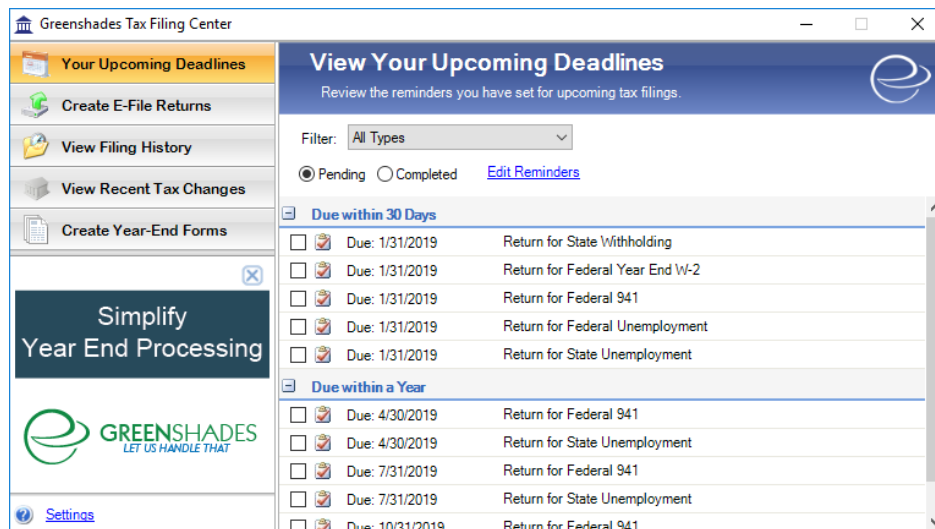 Greenshades Tax Filing Center
Your Upcoming Deadlines
Create E-File Returns
View Filing History
View Recent Tax Changes
Create Year-End Forms
Simplify
Year End Processing
GREENSHADES
LET US HANDLE THAT
Settings
View Your Upcoming Deadlines
Review the reminders you have set for upcoming tax filings.
Filter: All Types
Pending Completed Edit Reminders
Due within 30 Days
Due: 1/31/2019 Return for State Withholding
Due: 1/31/2019 Return for Federal Year End W-2
Due: 1/31/2019 Return for Federal 941
Due: 1/31/2019 Return for Federal Unemployment
Due: 1/31/2019 Return for State Unemployment
Due within a Year
Due: 4/30/2019 Return for Federal 941
Due: 4/30/2019 Return for State Unemployment
Due: 7/31/2019 Return for Federal 941
Due: 7/31/2019 Return for State Unemployment
Due: 10/31/2019 Return for Federal 941